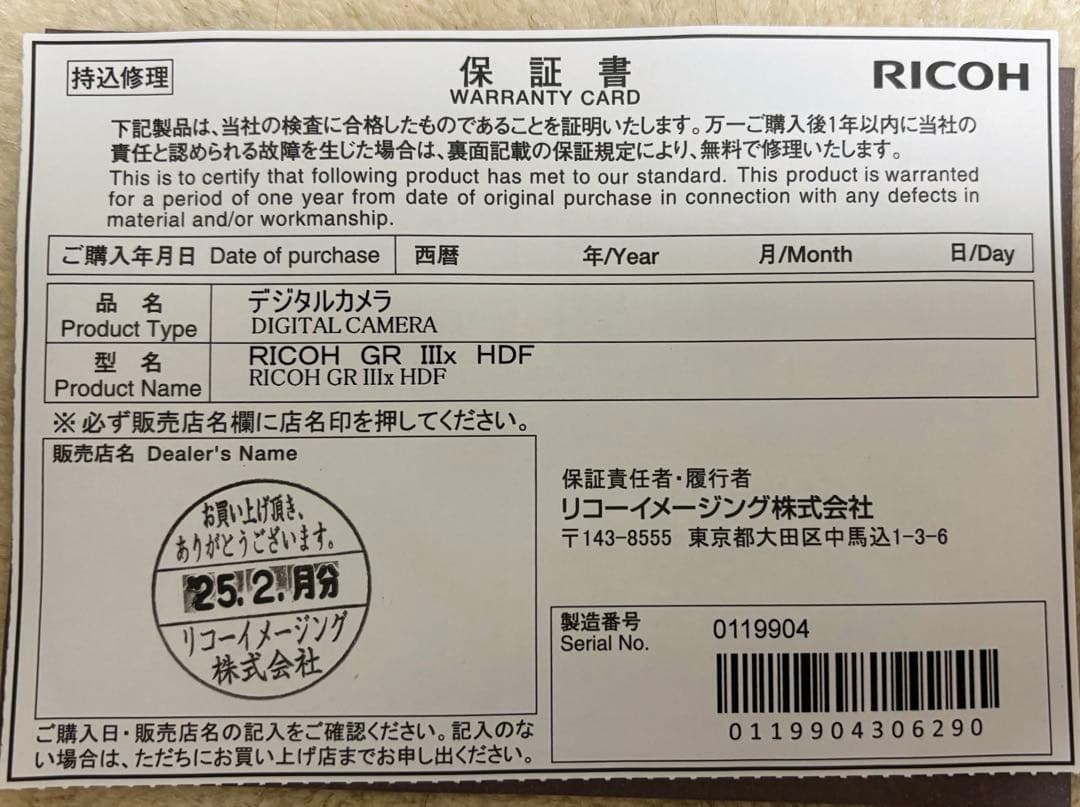 持込修理
保証書
WARRANTY CARD
RICOH
下記製品は、当社の検査に合格したものであることを証明いたします。万一ご購入後1年以内に当社の
責任と認められる故障を生じた場合は、裏面記載の保証規定により、無料で修理いたします。
This is to certify that following product has met to our standard. This product is warranted
for a period of one year from date of original purchase in connection with any defects in
material and/or workmanship.
ご購入年月日 Date of purchase 西暦 年/Year 月/Month 日/Day
品名 デジタルカメラ
Product Type DIGITAL CAMERA
型名 RICOH GR IIIx HDF
Product Name RICOH GR IIIx HDF
※必ず販売店名欄に店名印を押してください。
販売店名 Dealer's Name
お買い上げ頂き、
ありがとうございます。
25.2.月分
リコーイメージング
株式会社
ご購入日・販売店名の記入をご確認ください。記入のな
い場合は、ただちにお買い上げ店までお申し出ください。
保証責任者・履行者
リコーイメージング株式会社
〒143-8555 東京都大田区中馬込1-3-6
製造番号 0119904
Serial No.
0119904306290